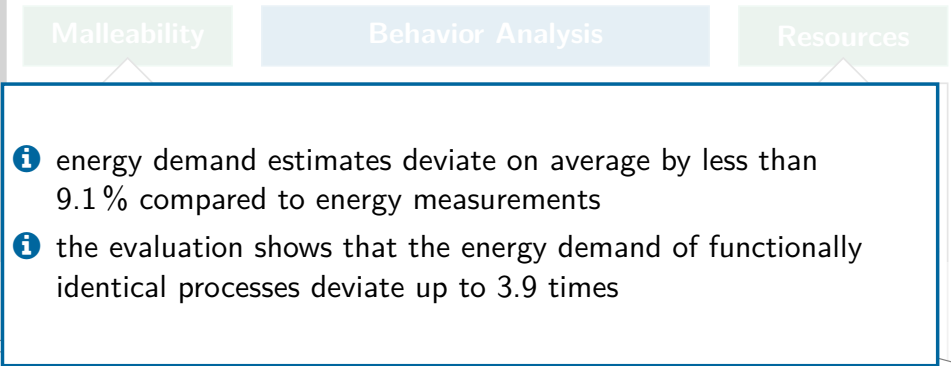 Malleability Behavior Analysis Resources
energy demand estimates deviate on average by less than
9.1 % compared to energy measurements
the evaluation shows that the energy demand of functionally
identical processes deviate up to 3.9 times